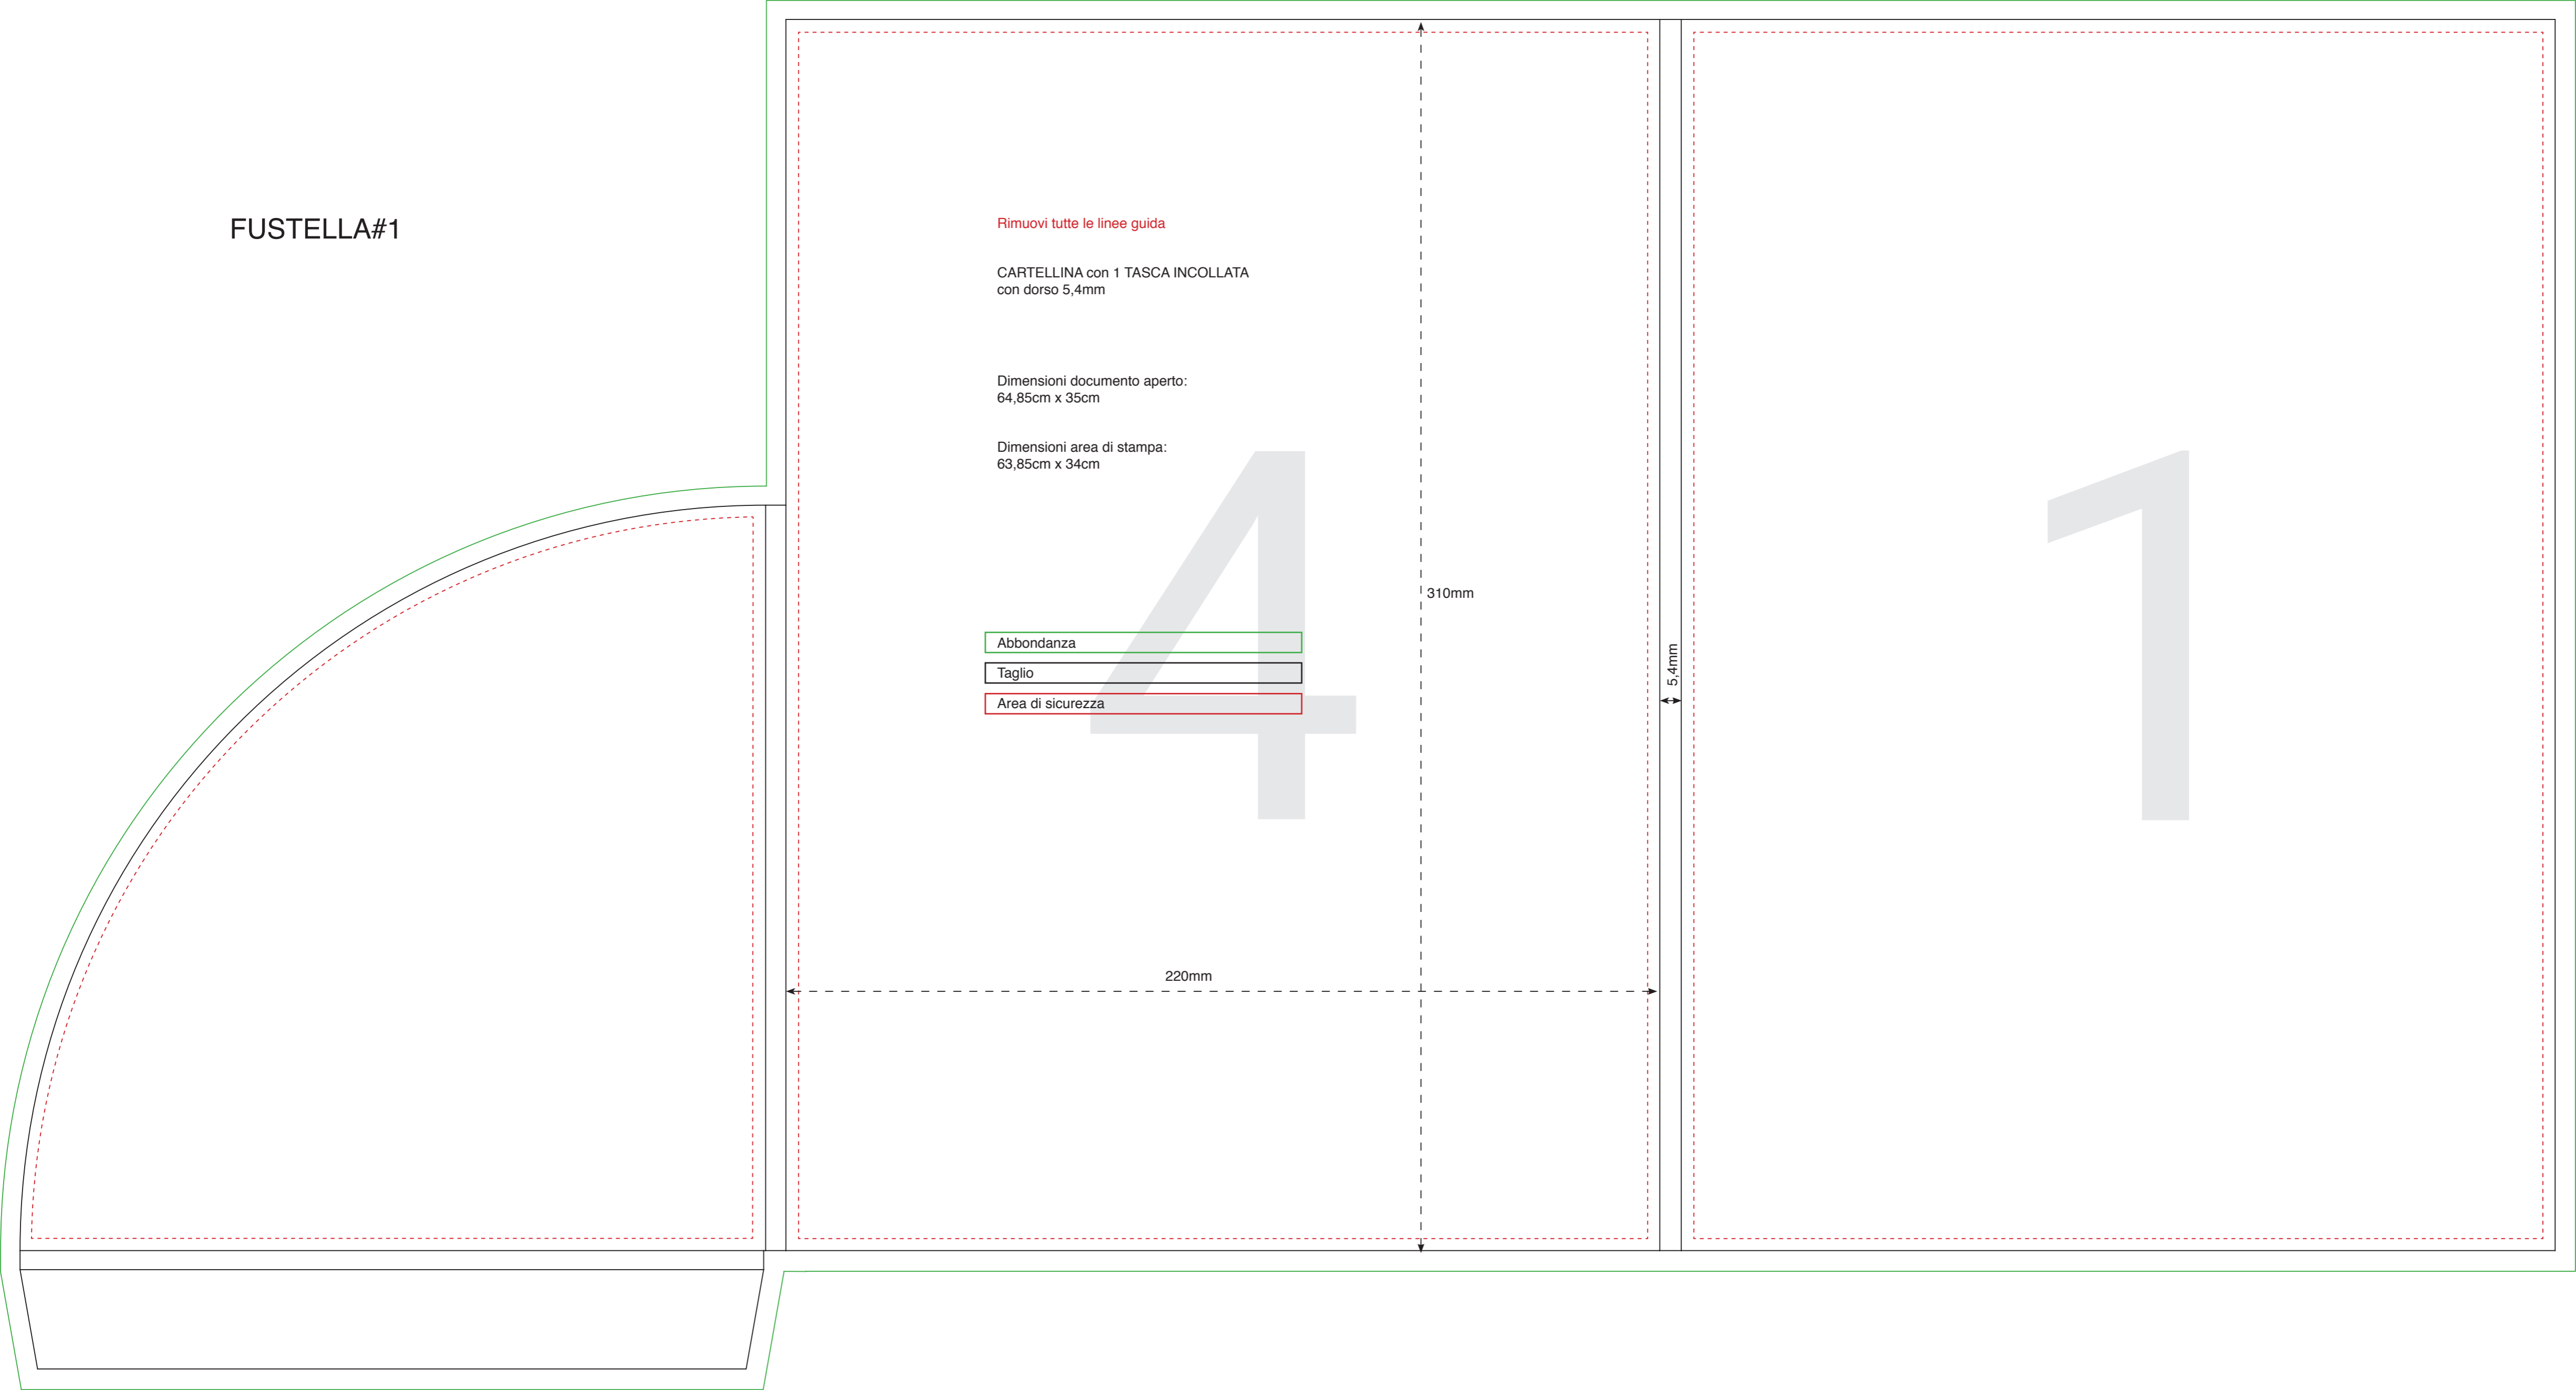 FUSTELLA#1
Rimuovi tutte le linee guida
CARTELLINA con 1 TASCA INCOLLATA
con dorso 5,4mm
Dimensioni documento aperto:
64,85cm x 35cm
Dimensioni area di stampa:
63,85cm x 34cm
4
1
310mm
Abbondanza
Taglio
Area di sicurezza
5,4mm
220mm